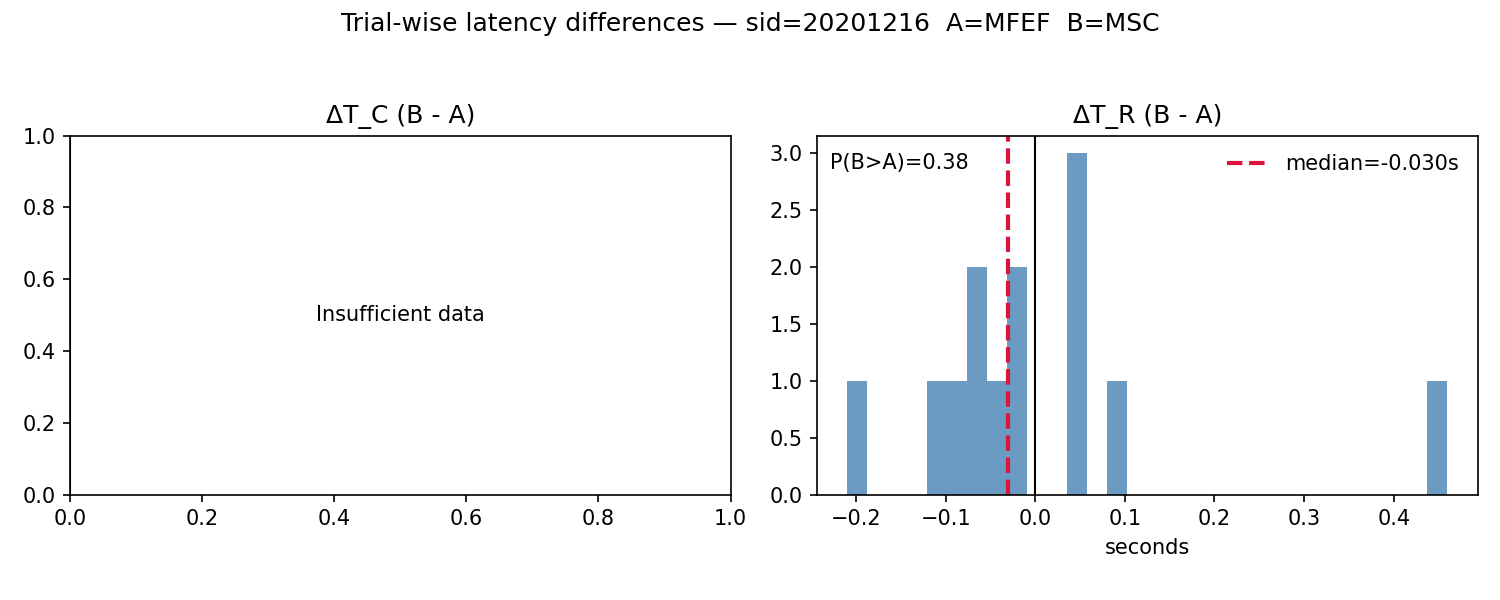 Trial-wise latency differences — sid=20201216  A=MFEF  B=MSC
ΔT_C (B - A)
1.0
0.8
0.6
0.4
0.2
0.0
Insufficient data
0.0 0.2 0.4 0.6 0.8 1.0
ΔT_R (B - A)
3.0
2.5
2.0
1.5
1.0
0.5
0.0
P(B>A)=0.38
median=-0.030s
−0.2 −0.1 0.0 0.1 0.2 0.3 0.4
seconds